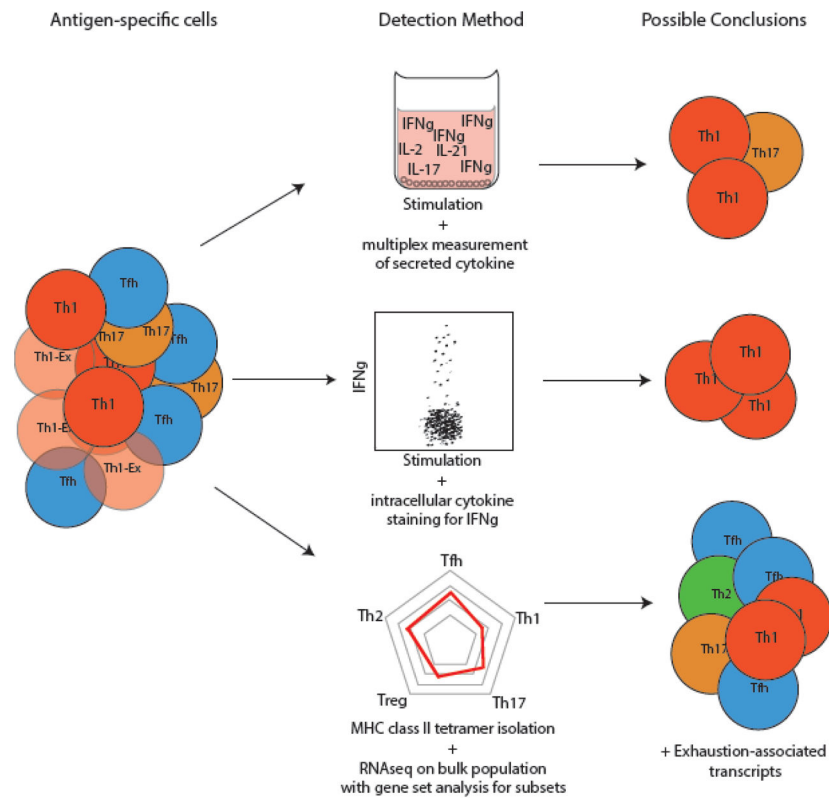 Antigen-specific cells
Detection Method
Possible Conclusions
IFNg
IFNg
IFNg
IL-2
IL-21
IL-17
IFNg
Stimulation
+
multiplex measurement
of secreted cytokine
Th1
Th17
Th1
Tfh
Th1
Th17
Th17
Tfh
Th1-Ex
Th17
Th1
Th1-Ex
Tfh
Th1-Ex
Tfh
IFNg
Stimulation
+
intracellular cytokine
staining for IFNg
Th1
Th1
Th1
Tfh
Th2
Th1
Treg
Th17
MHC class II tetramer isolation
+
RNAseq on bulk population
with gene set analysis for subsets
Tfh
Tfh
Th2
Th1
Th17
Tfh
+ Exhaustion-associated
transcripts